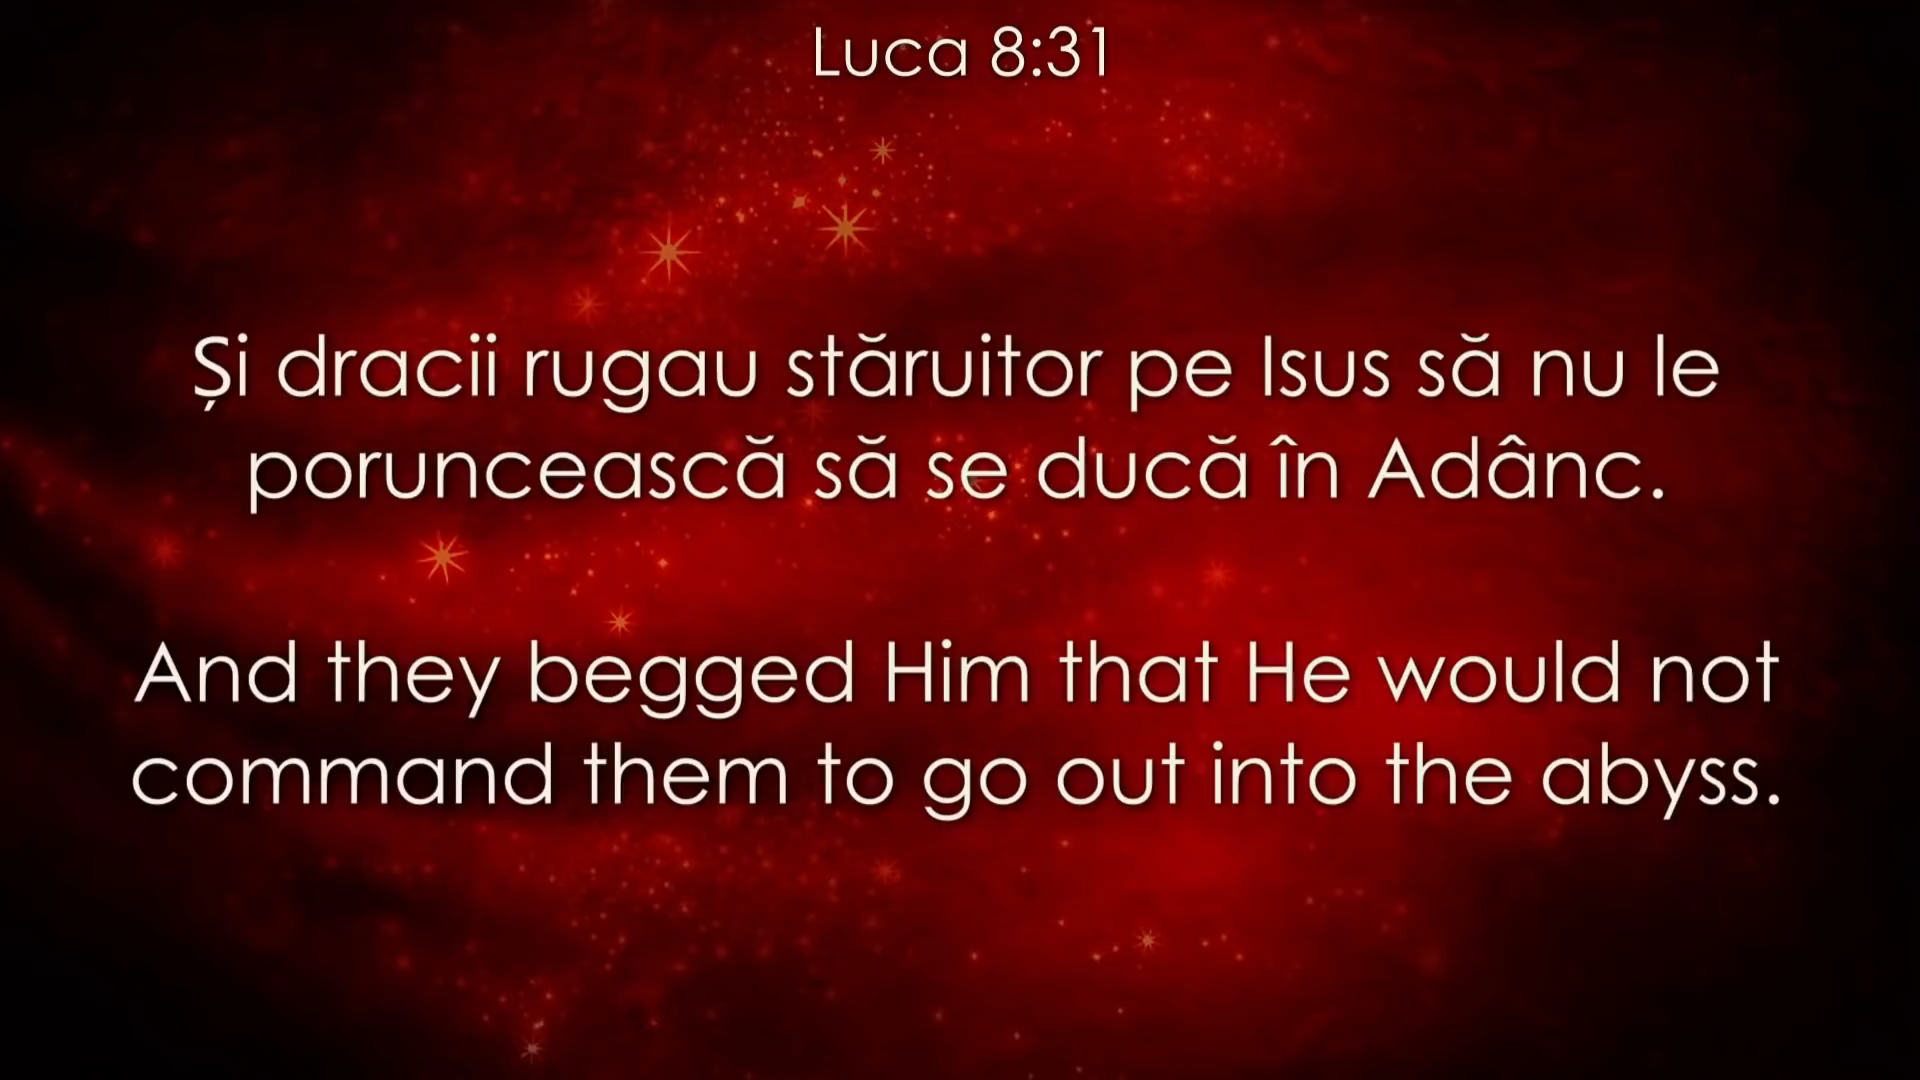 Luca 8:31
Și dracii rugau stăruitor pe Isus să nu le
poruncească să se ducă în Adânc.
And they begged Him that He would not
command them to go out into the abyss.